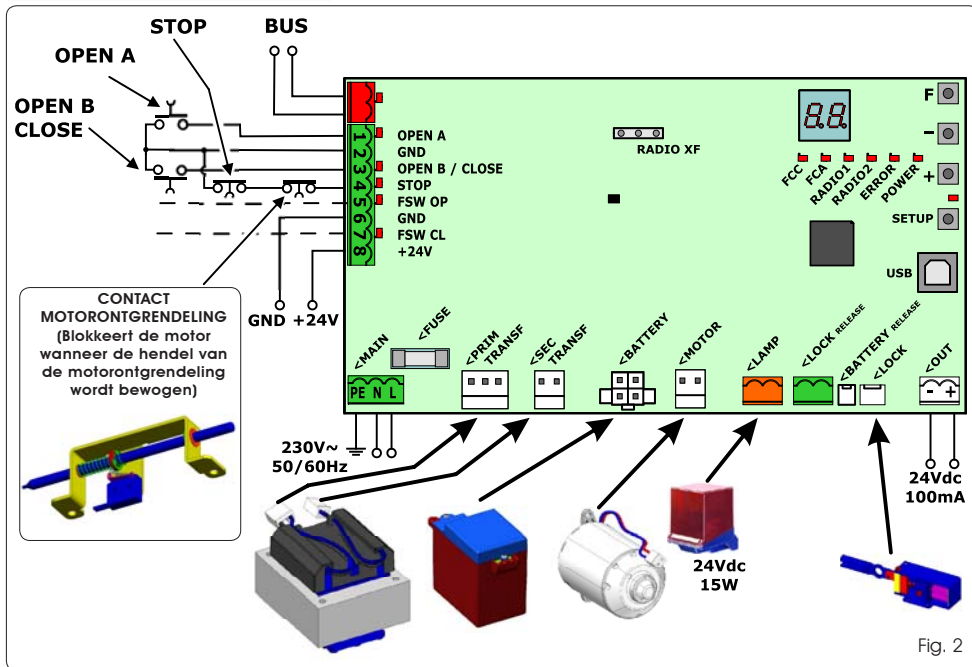 STOP
BUS
OPEN A
OPEN B
CLOSE
1 OPEN A
2 GND
3 OPEN B / CLOSE
4 STOP
5 FSW OP
6 GND
7 FSW CL
8 +24V
RADIO XF
8.8.
F
-
+
SETUP
FCC
FCA
RADIO1
RADIO2
ERROR
POWER
USB
CONTACT
MOTORONTGRENDELING
(Blokkeert de motor
wanneer de hendel van
de motorontgrendeling
wordt bewogen)
GND +24V
<MAIN
PE N L
<FUSE
<PRIM
TRANSF
<SEC
TRANSF
<BATTERY
<MOTOR
<LAMP
<LOCK RELEASE
<BATTERY RELEASE
<LOCK
<OUT
- +
230V~
50/60Hz
24Vdc
15W
24Vdc
100mA
Fig. 2